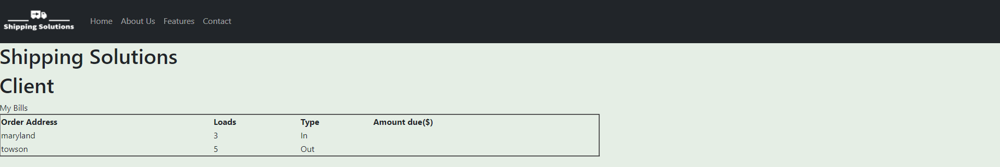 Shipping Solutions
Home About Us Features Contact
Shipping Solutions
Client
My Bills
Order Address Loads Type Amount due($)
maryland 3 In
towson 5 Out